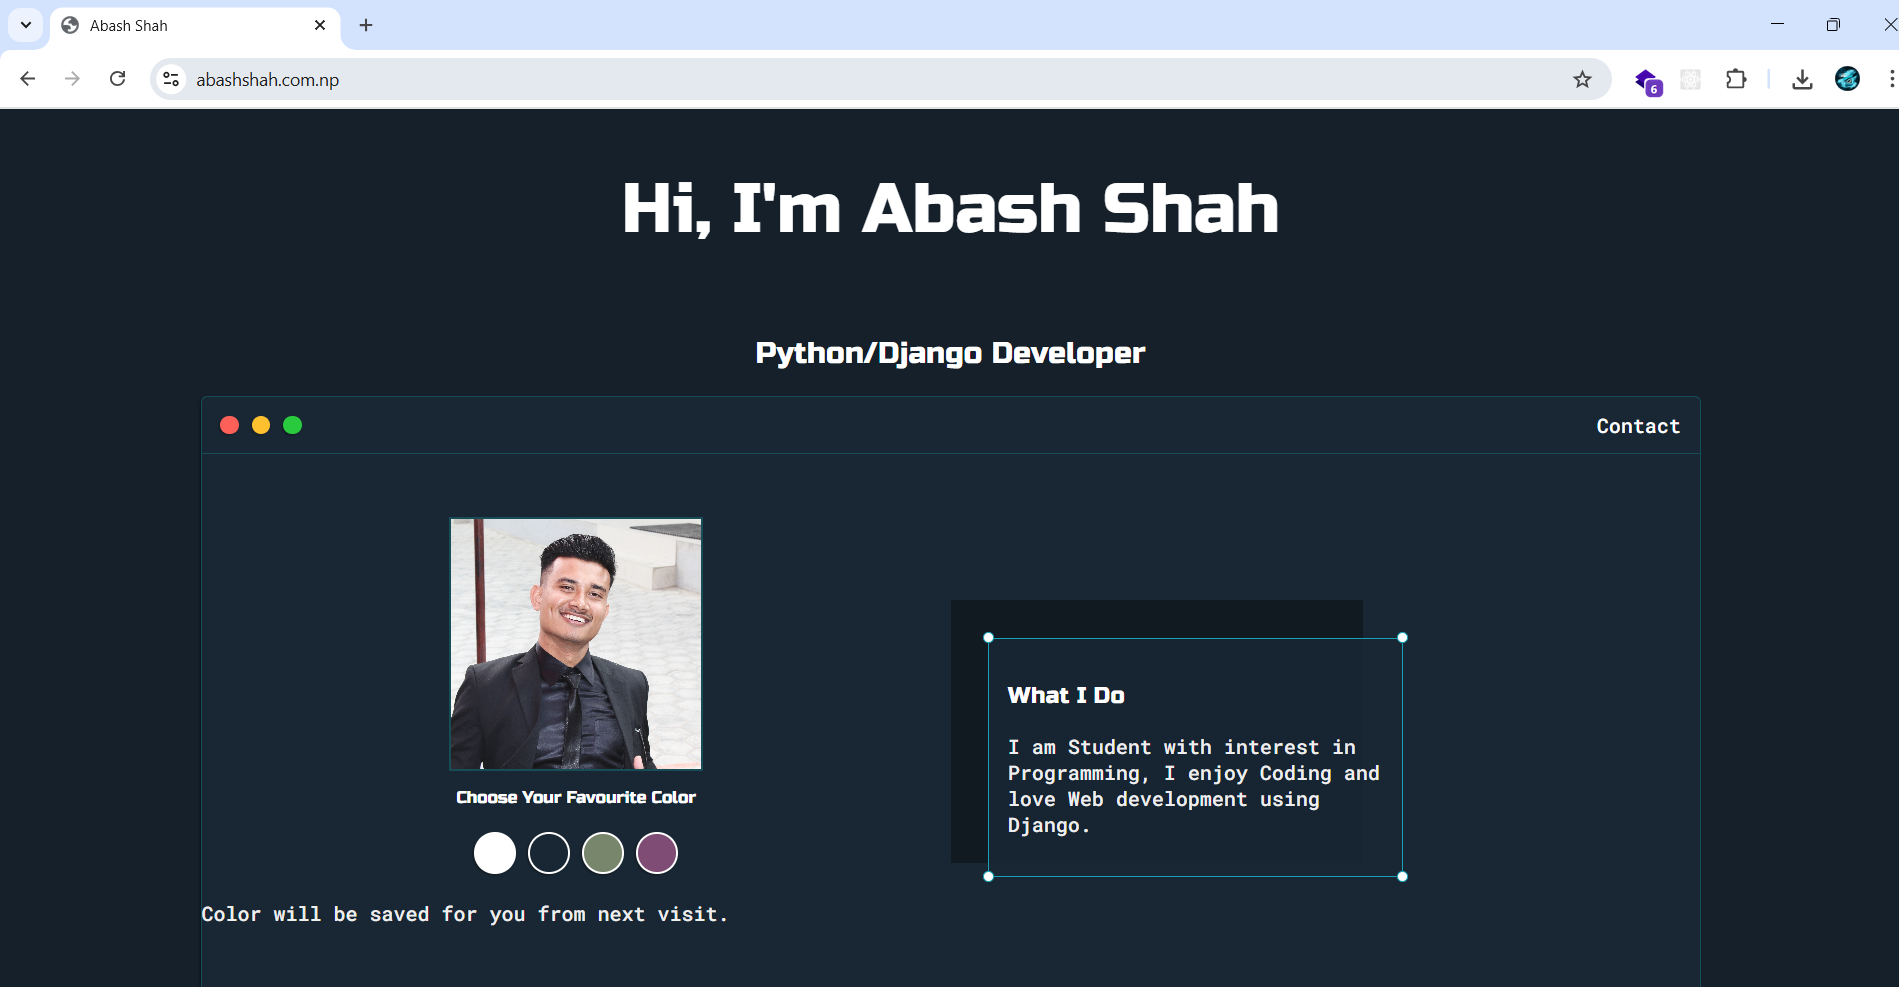 Abash Shah
abashshah.com.np
6
Hi, I'm Abash Shah
Python/Django Developer
Contact
Choose Your Favourite Color
Color will be saved for you from next visit.
What I Do
I am Student with interest in
Programming, I enjoy Coding and
love Web development using
Django.